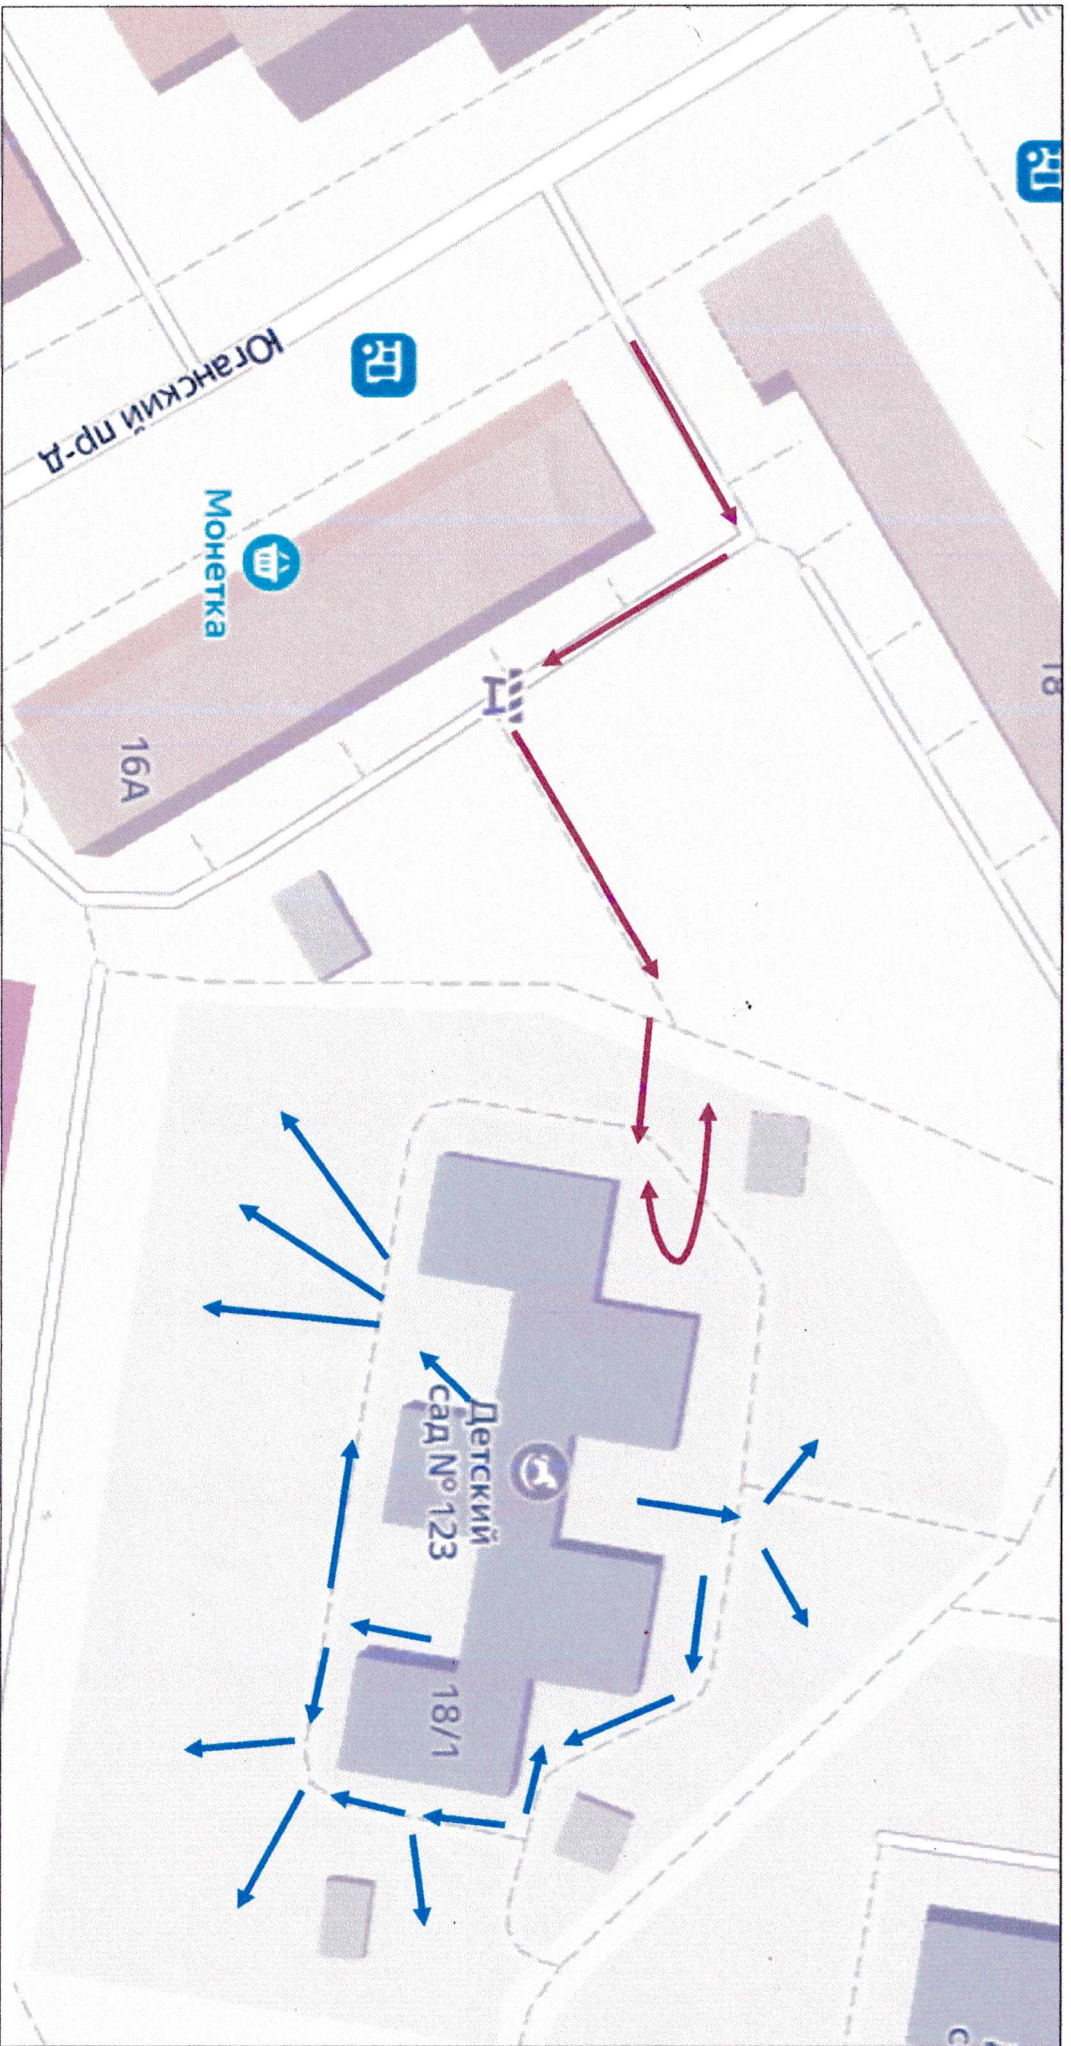 Юганский пр-д
Монетка
16А
18
Детский
сад № 123
18/1